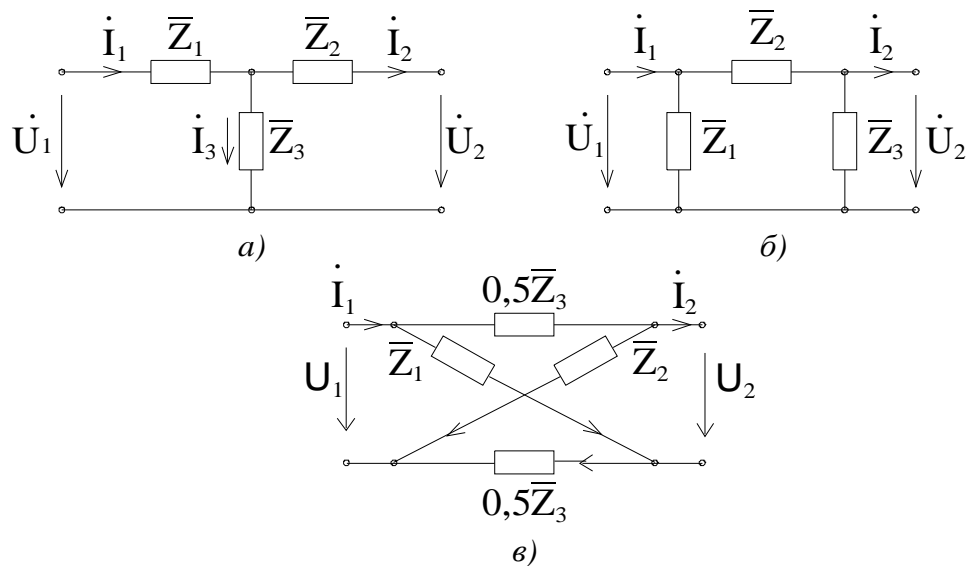 İ₁ Z̅₁ Z̅₂ İ₂
U̇₁ İ₃ Z̅₃ U̇₂
а)
İ₁ Z̅₂ İ₂
U̇₁ Z̅₁ Z̅₃ U̇₂
б)
İ₁ 0,5Z̅₃ İ₂
U₁ Z̅₁ Z̅₂ U₂
0,5Z̅₃
в)